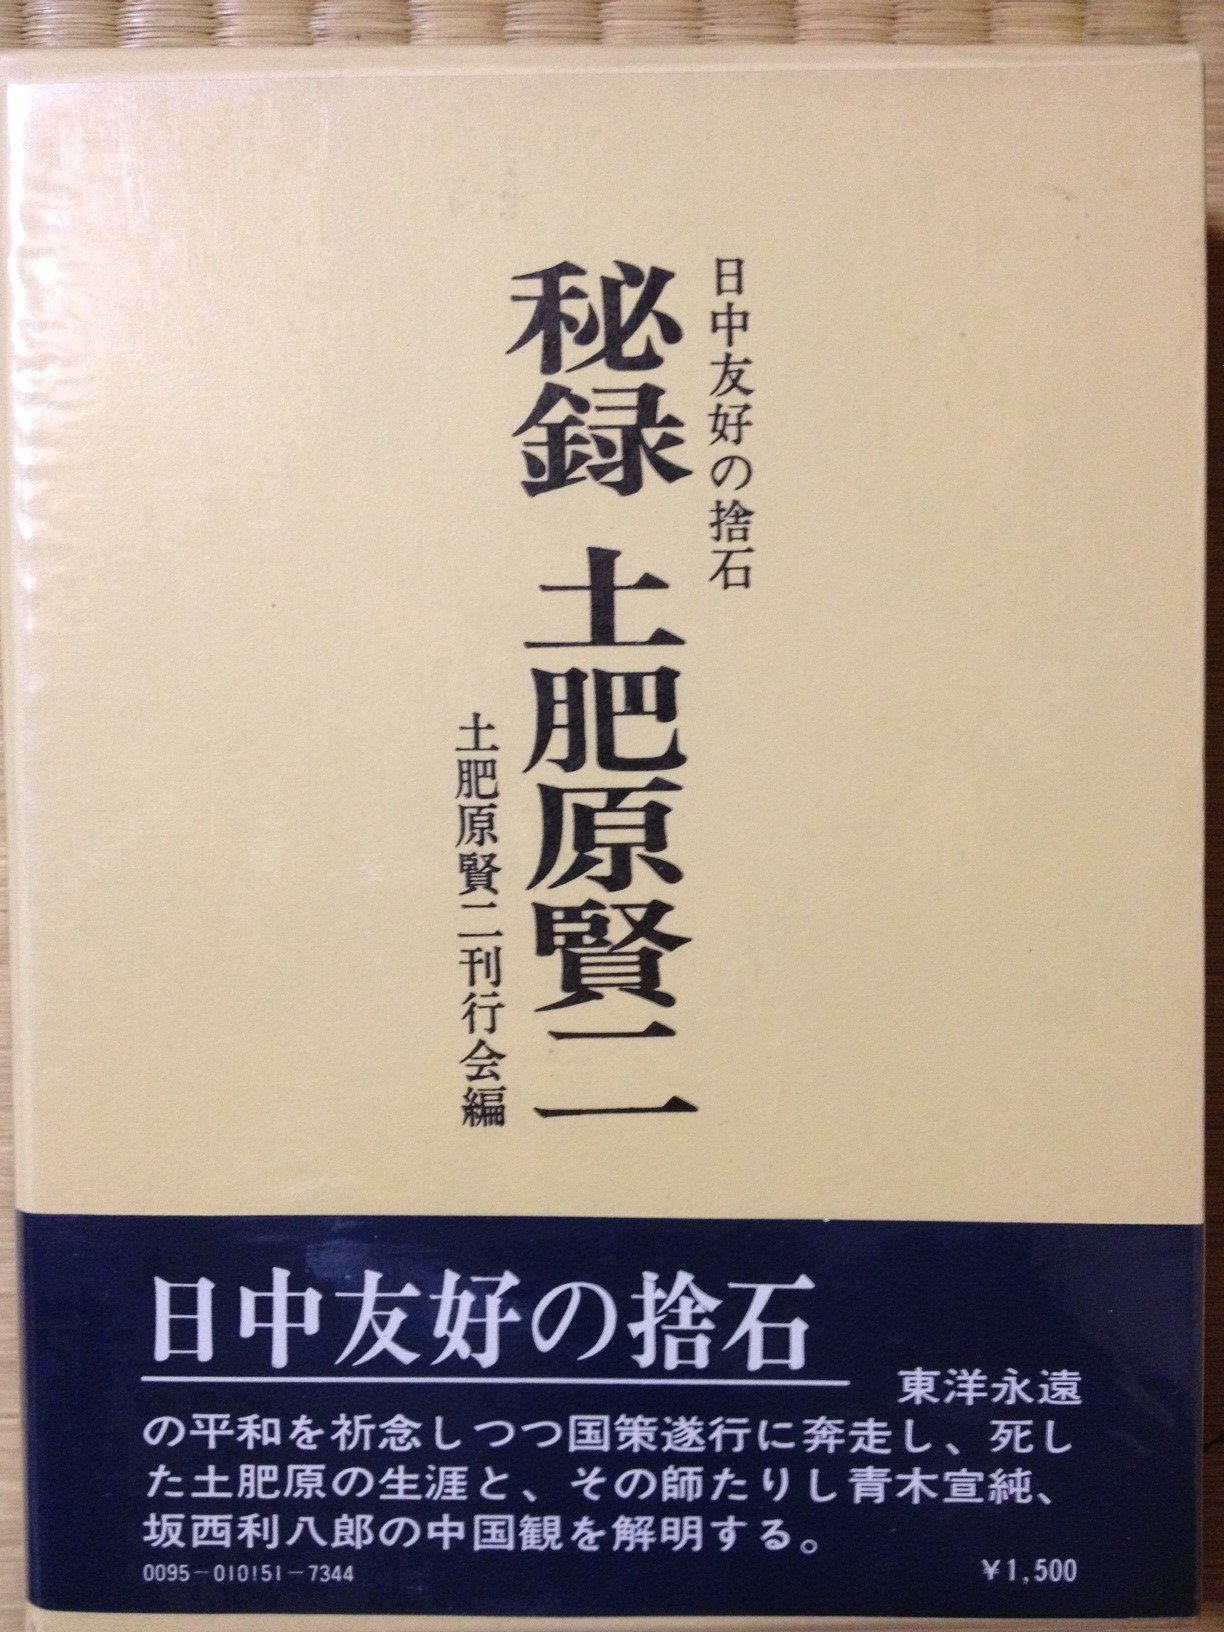 日中友好の捨石
秘録 土肥原賢二
土肥原賢二刊行会編
日中友好の捨石
東洋永遠
の平和を祈念しつつ国策遂行に奔走し、死し
た土肥原の生涯と、その師たりし青木宣純、
坂西利八郎の中国観を解明する。
0095-010151-7344
¥1,500